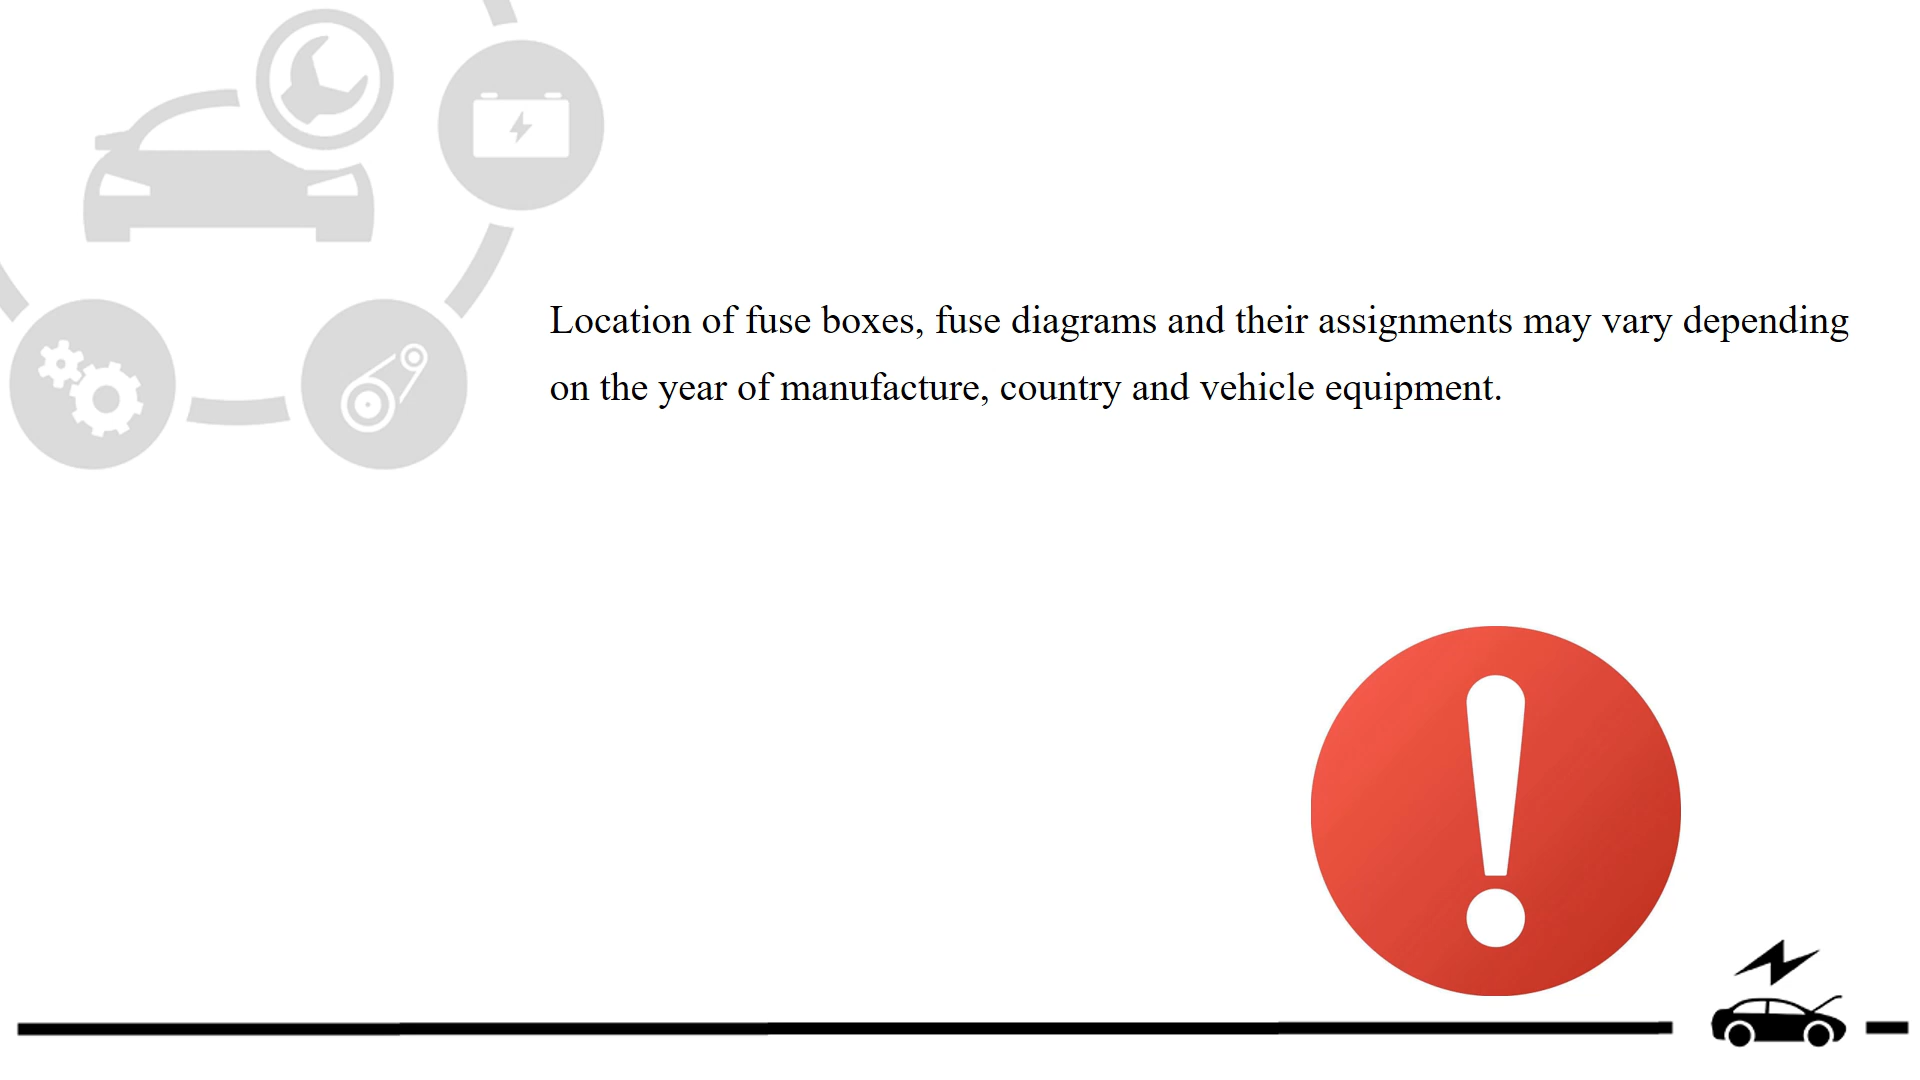 Location of fuse boxes, fuse diagrams and their assignments may vary depending
on the year of manufacture, country and vehicle equipment.